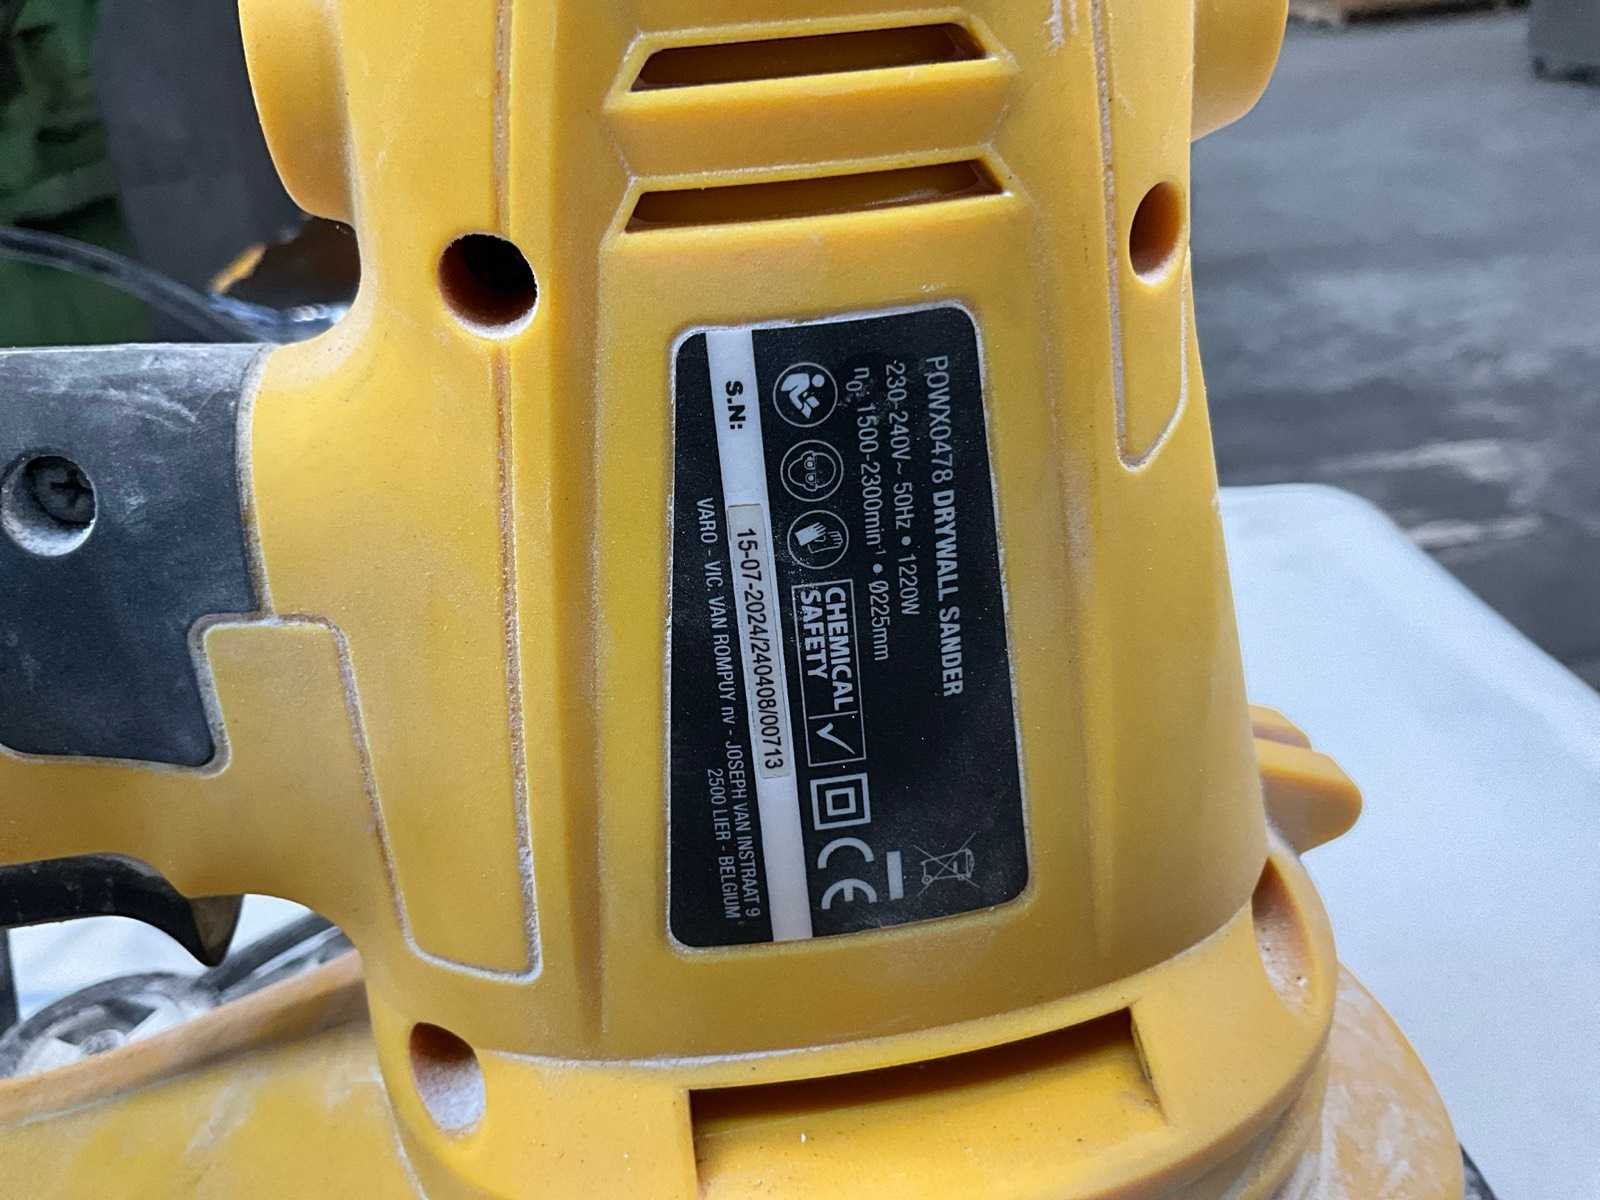 POWX0478 DRYWALL SANDER
230-240V~ 50Hz • 1220W
n0: 1500-2300min-1 • Ø225mm
CHEMICAL
SAFETY
CE
S.N:
15-07-2024/240408/00713
VARO - VIC. VAN ROMPUY nv - JOSEPH VAN INSTRAAT 9
2500 LIER - BELGIUM